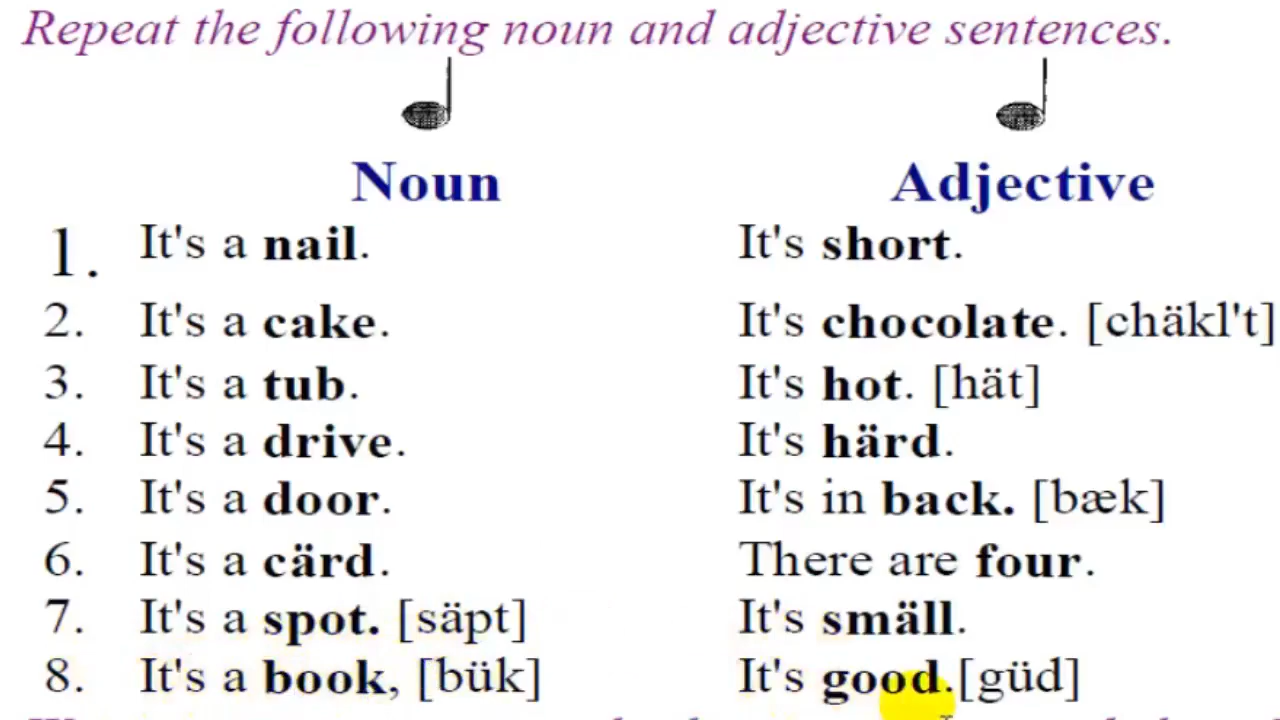 Repeat the following noun and adjective sentences.
Noun Adjective
1. It's a nail. It's short.
2. It's a cake. It's chocolate. [chäkl't]
3. It's a tub. It's hot. [hät]
4. It's a drive. It's härd.
5. It's a door. It's in back. [bæk]
6. It's a cärd. There are four.
7. It's a spot. [säpt] It's smäll.
8. It's a book, [bük] It's good.[güd]